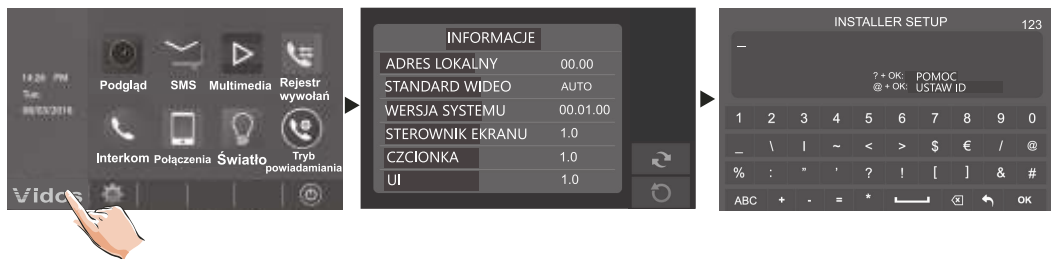 14:26 PM
Tue.
08/03/2016
Podgląd SMS Multimedia Rejestr wywołań
Interkom Połączenia Światło Tryb powiadamiania
Vidos
INFORMACJE
ADRES LOKALNY 00.00
STANDARD WIDEO AUTO
WERSJA SYSTEMU 00.01.00
STEROWNIK EKRANU 1.0
CZCIONKA 1.0
UI 1.0
INSTALLER SETUP 123
_
? + OK: POMOC
@ + OK: USTAW ID
1 2 3 4 5 6 7 8 9 0
_ \ | ~ < > $ € / @
% : " ' ? ! [ ] & #
ABC + - = * OK